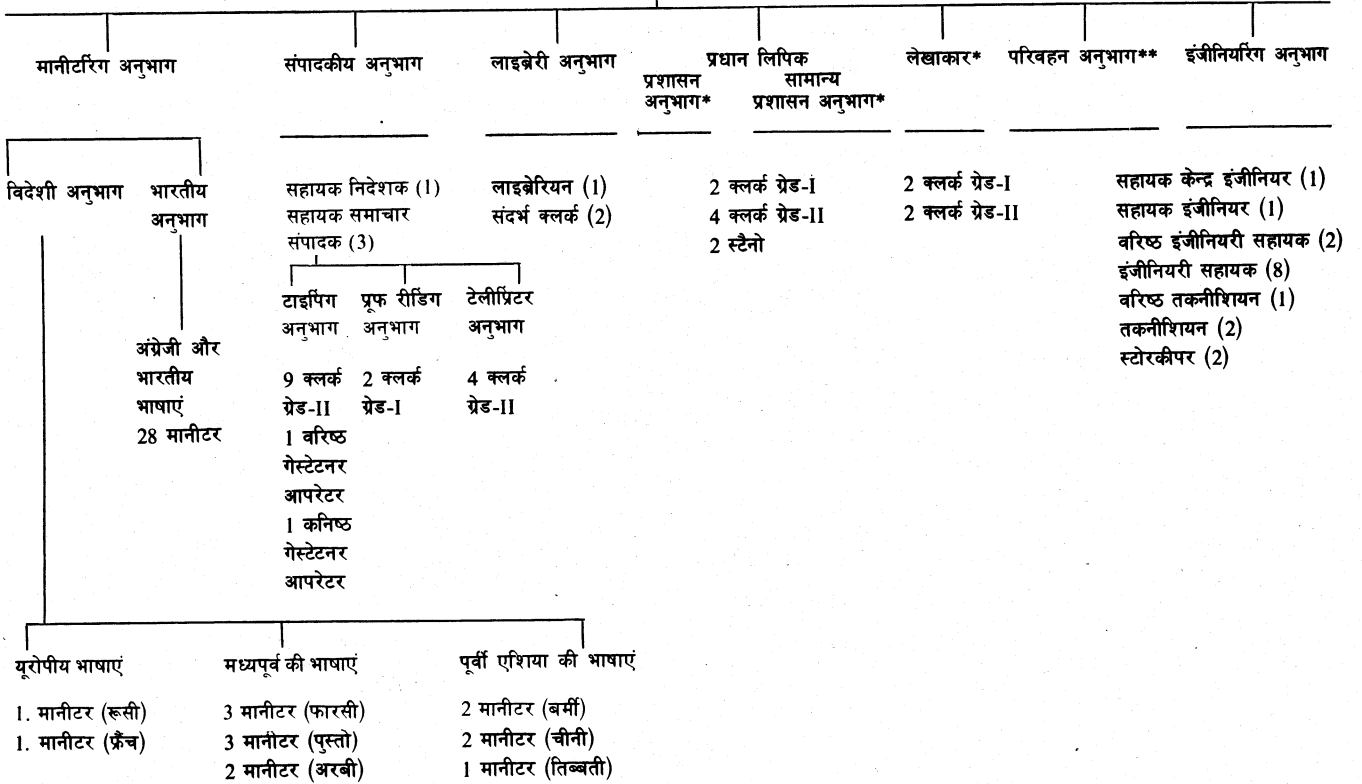 मानीटरिंग अनुभाग
संपादकीय अनुभाग
लाइब्रेरी अनुभाग
प्रधान लिपिक
प्रशासन अनुभाग*
सामान्य प्रशासन अनुभाग*
लेखाकार*
परिवहन अनुभाग**
इंजीनियरिंग अनुभाग
विदेशी अनुभाग
भारतीय
अनुभाग
अंग्रेजी और
भारतीय
भाषाएं
28 मानीटर
सहायक निदेशक (1)
सहायक समाचार
संपादक (3)
टाइपिंग
अनुभाग
9 क्लर्क
ग्रेड-II
1 वरिष्ठ
गेस्टेटनर
आपरेटर
1 कनिष्ठ
गेस्टेटनर
आपरेटर
प्रूफ रीडिंग
अनुभाग
2 क्लर्क
ग्रेड-I
टेलीप्रिंटर
अनुभाग
4 क्लर्क
ग्रेड-II
लाइब्रेरियन (1)
संदर्भ क्लर्क (2)
2 क्लर्क ग्रेड-I
4 क्लर्क ग्रेड-II
2 स्टैनो
2 क्लर्क ग्रेड-I
2 क्लर्क ग्रेड-II
सहायक केन्द्र इंजीनियर (1)
सहायक इंजीनियर (1)
वरिष्ठ इंजीनियरी सहायक (2)
इंजीनियरी सहायक (8)
वरिष्ठ तकनीशियन (1)
तकनीशियन (2)
स्टोरकीपर (2)
यूरोपीय भाषाएं
1. मानीटर (रूसी)
1. मानीटर (फ्रैंच)
मध्यपूर्व की भाषाएं
3 मानीटर (फारसी)
3 मानीटर (पुस्तो)
2 मानीटर (अरबी)
पूर्वी एशिया की भाषाएं
2 मानीटर (बर्मी)
2 मानीटर (चीनी)
1 मानीटर (तिब्बती)